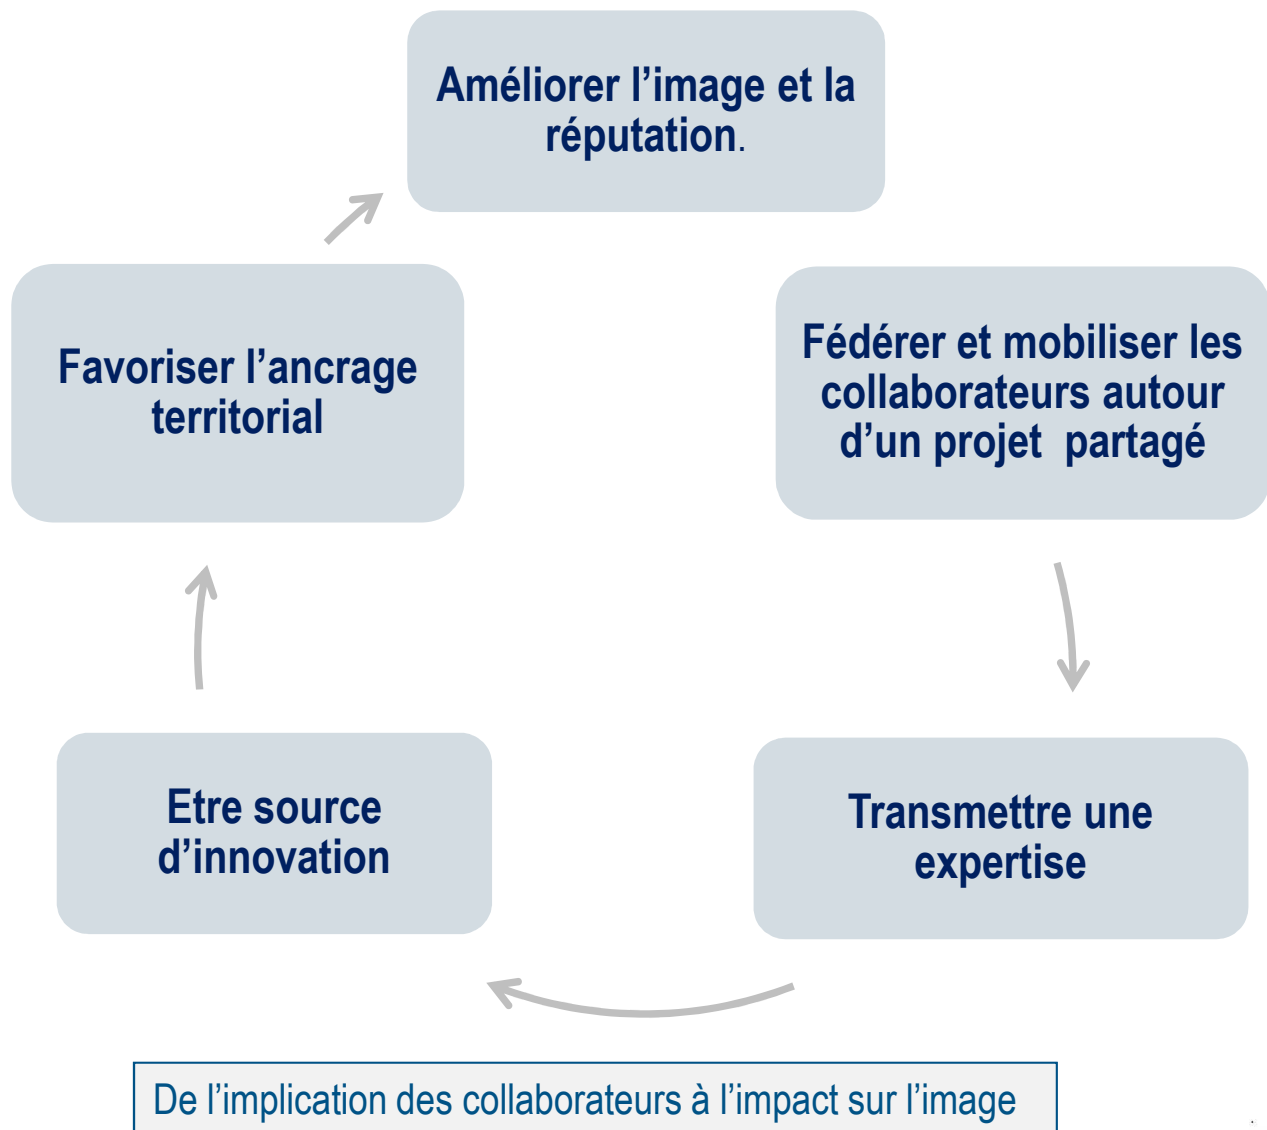 Améliorer l’image et la
réputation.
Favoriser l’ancrage
territorial
Fédérer et mobiliser les
collaborateurs autour
d’un projet  partagé
Etre source
d’innovation
Transmettre une
expertise
De l’implication des collaborateurs à l’impact sur l’image